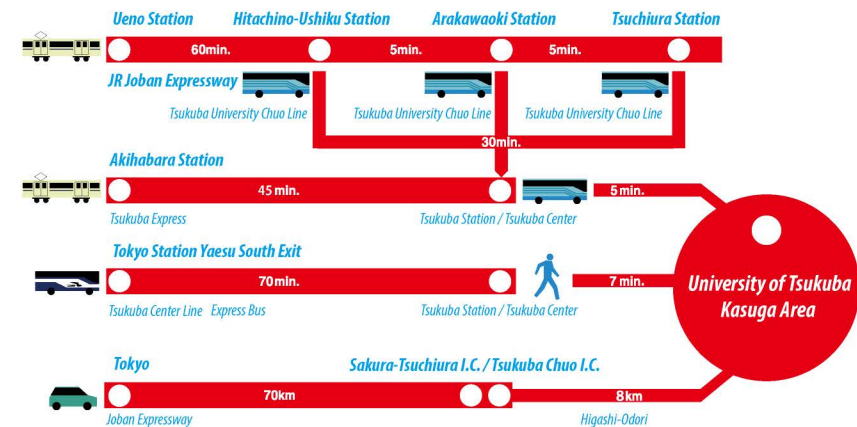 Ueno Station
Hitachino-Ushiku Station
Arakawaoki Station
Tsuchiura Station
60min.
5min.
5min.
JR Joban Expressway
Tsukuba University Chuo Line
Tsukuba University Chuo Line
Tsukuba University Chuo Line
30min.
Akihabara Station
45 min.
5min.
Tsukuba Express
Tsukuba Station / Tsukuba Center
Tokyo Station Yaesu South Exit
70min.
7 min.
University of Tsukuba
Kasuga Area
Tsukuba Center Line Express Bus
Tsukuba Station / Tsukuba Center
Tokyo
Sakura-Tsuchiura I.C. / Tsukuba Chuo I.C.
70km
8km
Joban Expressway
Higashi-Odori